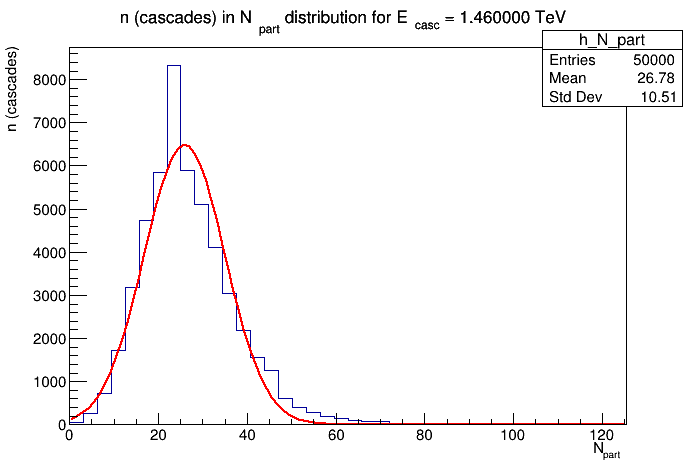 n (cascades) in N part distribution for E casc = 1.460000 TeV
h_N_part
Entries 50000
Mean 26.78
Std Dev 10.51
n (cascades)
8000
7000
6000
5000
4000
3000
2000
1000
0
0 20 40 60 80 100 120
N part